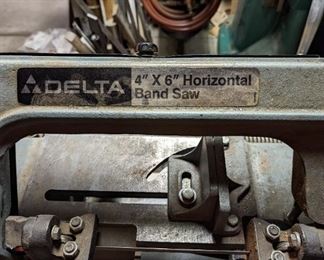 DELTA
4" X 6" Horizontal
Band Saw